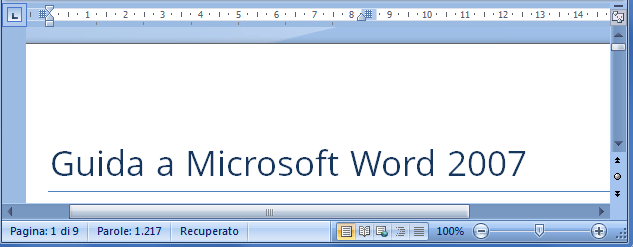 1 · 2 · 3 · 4 · 5 · 6 · 7 · 8 · 9 · 10 · 11 · 12 · 13 · 14
Guida a Microsoft Word 2007
Pagina: 1 di 9 Parole: 1.217 Recuperato 100%